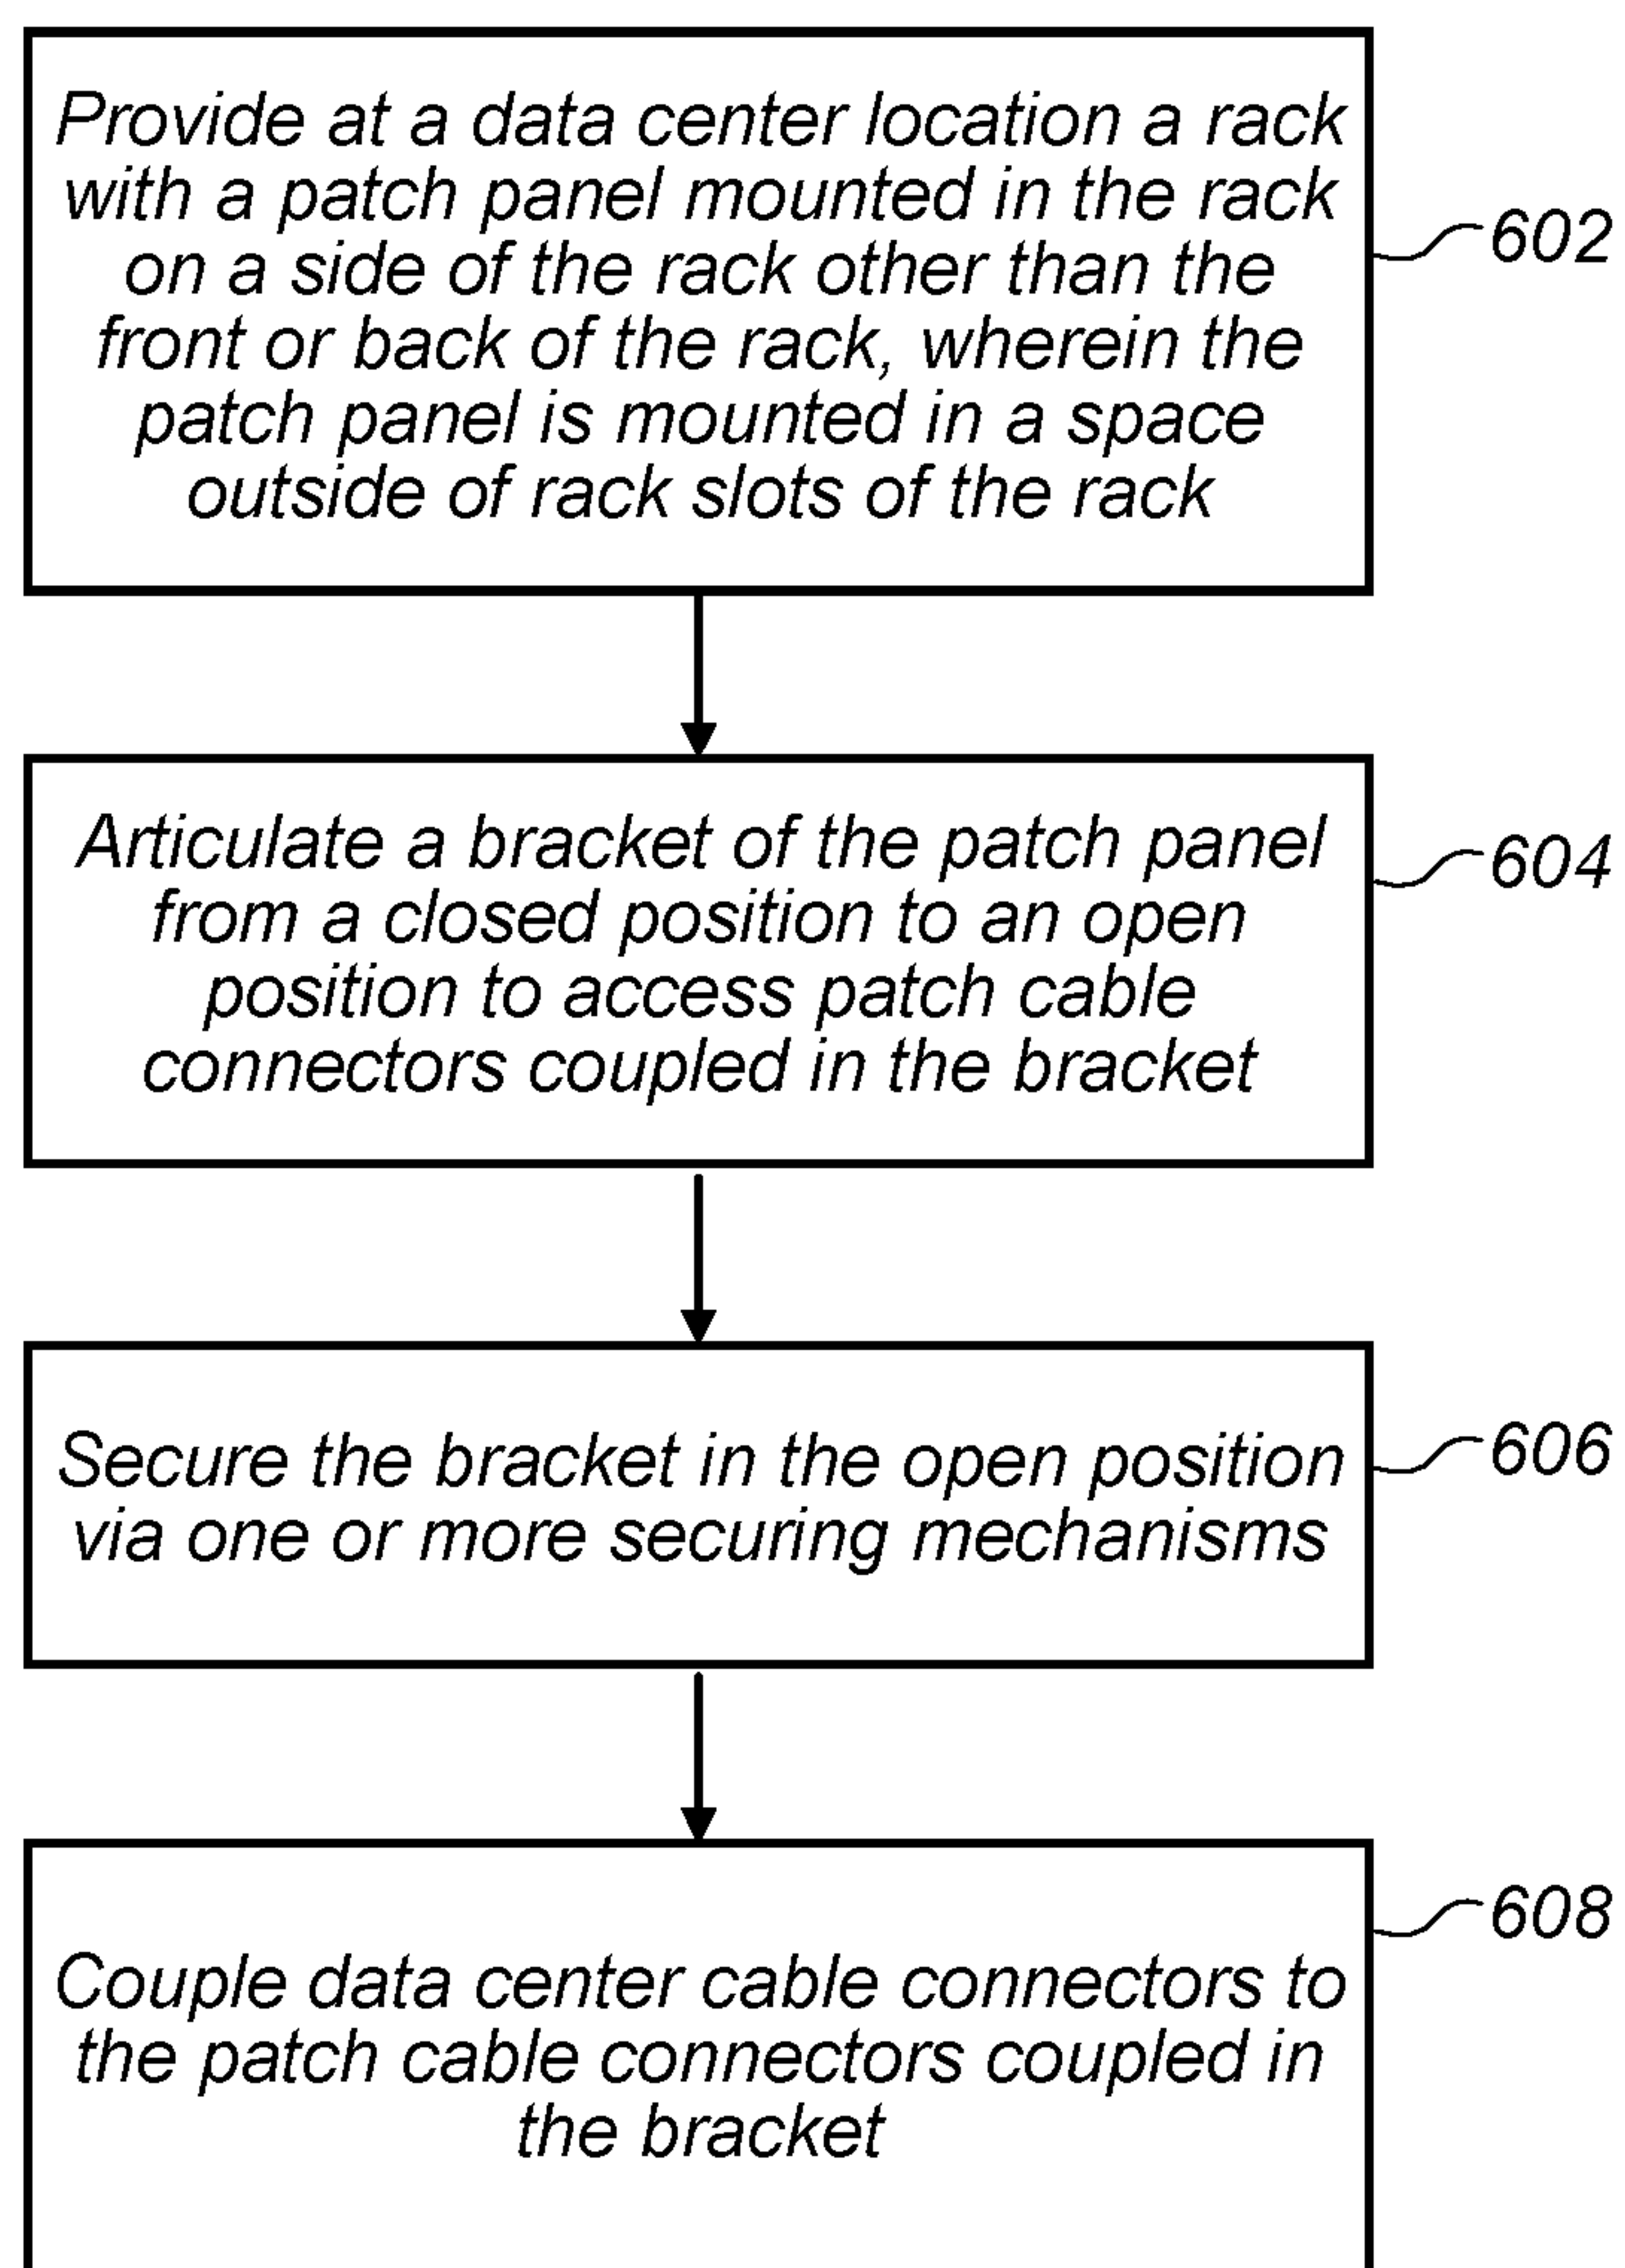 Provide at a data center location a rack
with a patch panel mounted in the rack
on a side of the rack other than the
front or back of the rack, wherein the
patch panel is mounted in a space
outside of rack slots of the rack
602
Articulate a bracket of the patch panel
from a closed position to an open
position to access patch cable
connectors coupled in the bracket
604
Secure the bracket in the open position
via one or more securing mechanisms
606
Couple data center cable connectors to
the patch cable connectors coupled in
the bracket
608